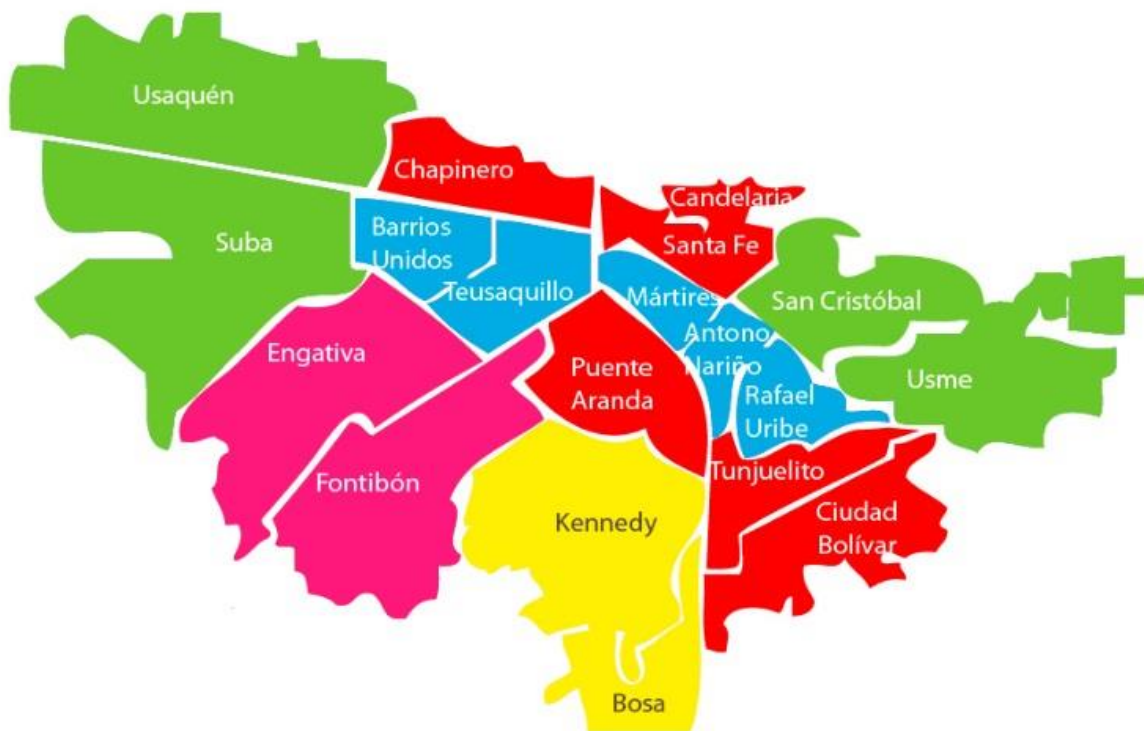 Usaquén
Chapinero
Candelaria
Barrios
Unidos
Suba
Santa Fe
Teusaquillo
Mártires
San Cristóbal
Antono
Nariño
Engativa
Puente
Aranda
Usme
Rafael
Uribe
Tunjuelito
Fontibón
Ciudad
Bolívar
Kennedy
Bosa